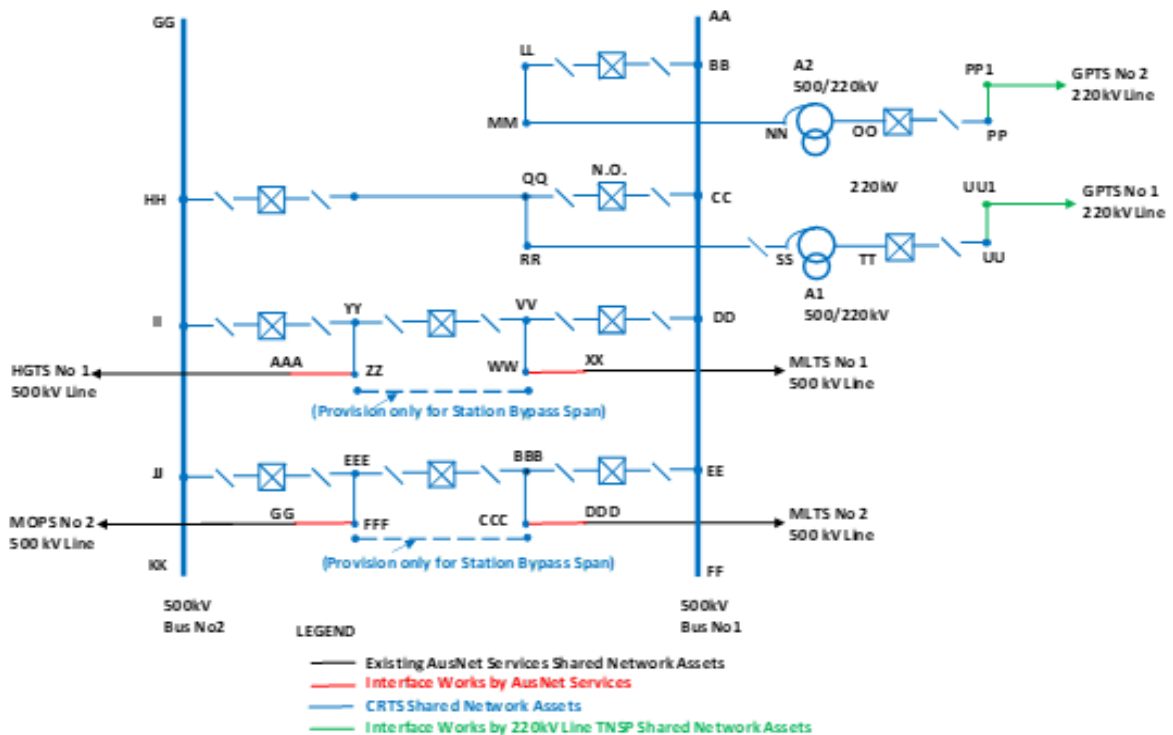 GG
AA
LL
BB
A2
500/220kV
PP1
GPTS No 2
220kV Line
MM
NN
OO
PP
HH
QQ
N.O.
CC
220kV
UU1
GPTS No 1
220kV Line
RR
SS
TT
UU
A1
500/220kV
II
YY
VV
DD
HGTS No 1
500 kV Line
AAA
ZZ
WW
XX
MLTS No 1
500 kV Line
(Provision only for Station Bypass Span)
JJ
EEE
BBB
EE
MOPS No 2
500 kV Line
GG
FFF
CCC
DDD
MLTS No 2
500 kV Line
(Provision only for Station Bypass Span)
KK
FF
500kV
Bus No2
500kV
Bus No1
LEGEND
Existing AusNet Services Shared Network Assets
Interface Works by AusNet Services
CRTS Shared Network Assets
Interface Works by 220kV Line TNSP Shared Network Assets